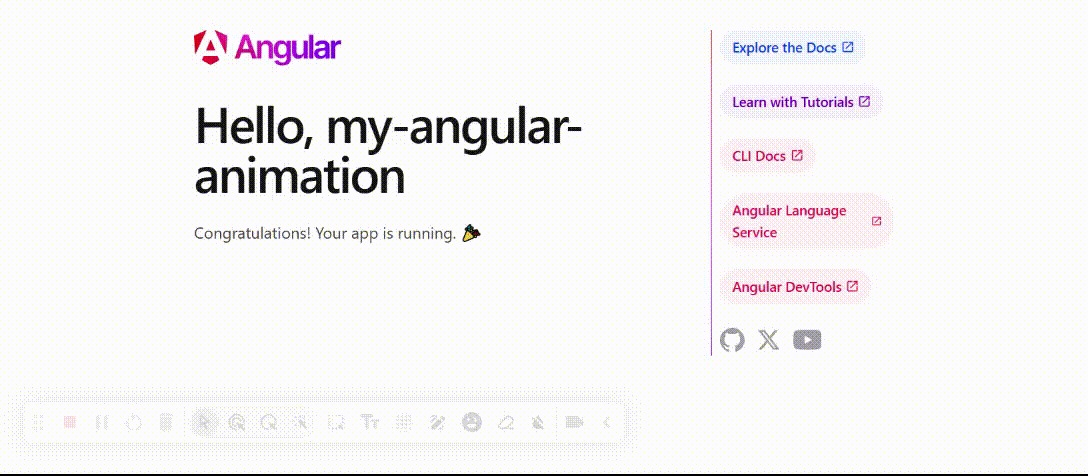 Angular
Hello, my-angular-
animation
Congratulations! Your app is running. 🎉
Explore the Docs
Learn with Tutorials
CLI Docs
Angular Language
Service
Angular DevTools
Tт